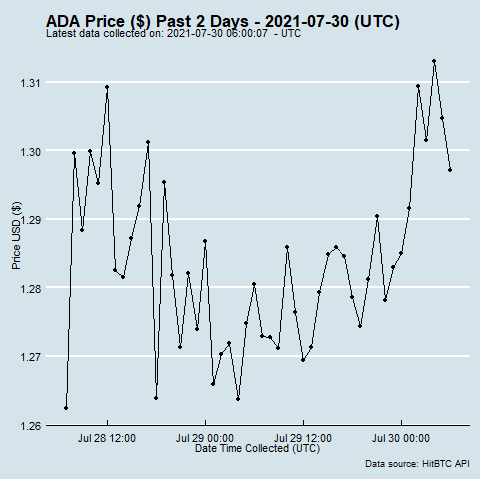 ADA Price ($) Past 2 Days - 2021-07-30 (UTC)
Latest data collected on: 2021-07-30 06:00:07  - UTC
1.31
1.30
1.29
1.28
1.27
1.26
Price USD ($)
Jul 28 12:00
Jul 29 00:00
Jul 29 12:00
Jul 30 00:00
Date Time Collected (UTC)
Data source: HitBTC API